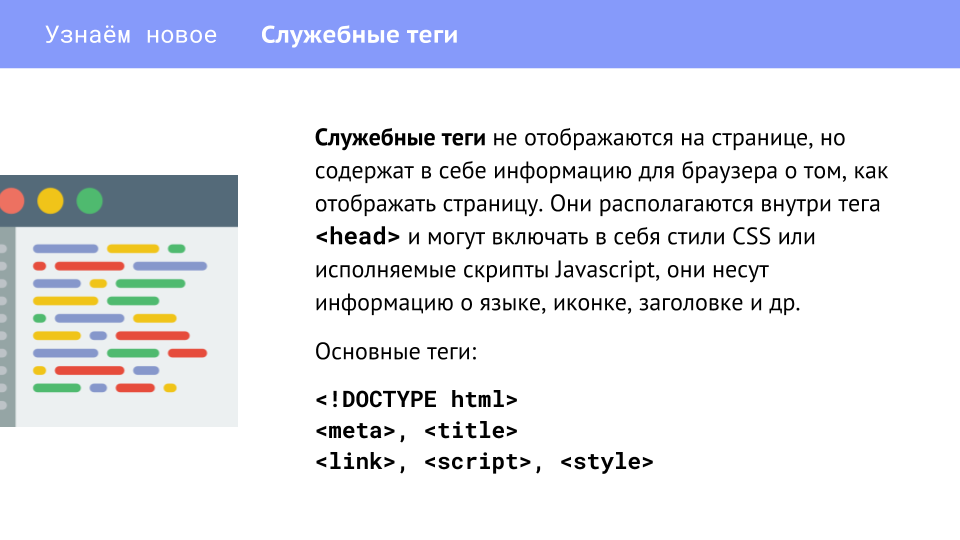 Узнаём новое Служебные теги
Служебные теги не отображаются на странице, но
содержат в себе информацию для браузера о том, как
отображать страницу. Они располагаются внутри тега
<head> и могут включать в себя стили CSS или
исполняемые скрипты Javascript, они несут
информацию о языке, иконке, заголовке и др.
Основные теги:
<!DOCTYPE html>
<meta>, <title>
<link>, <script>, <style>